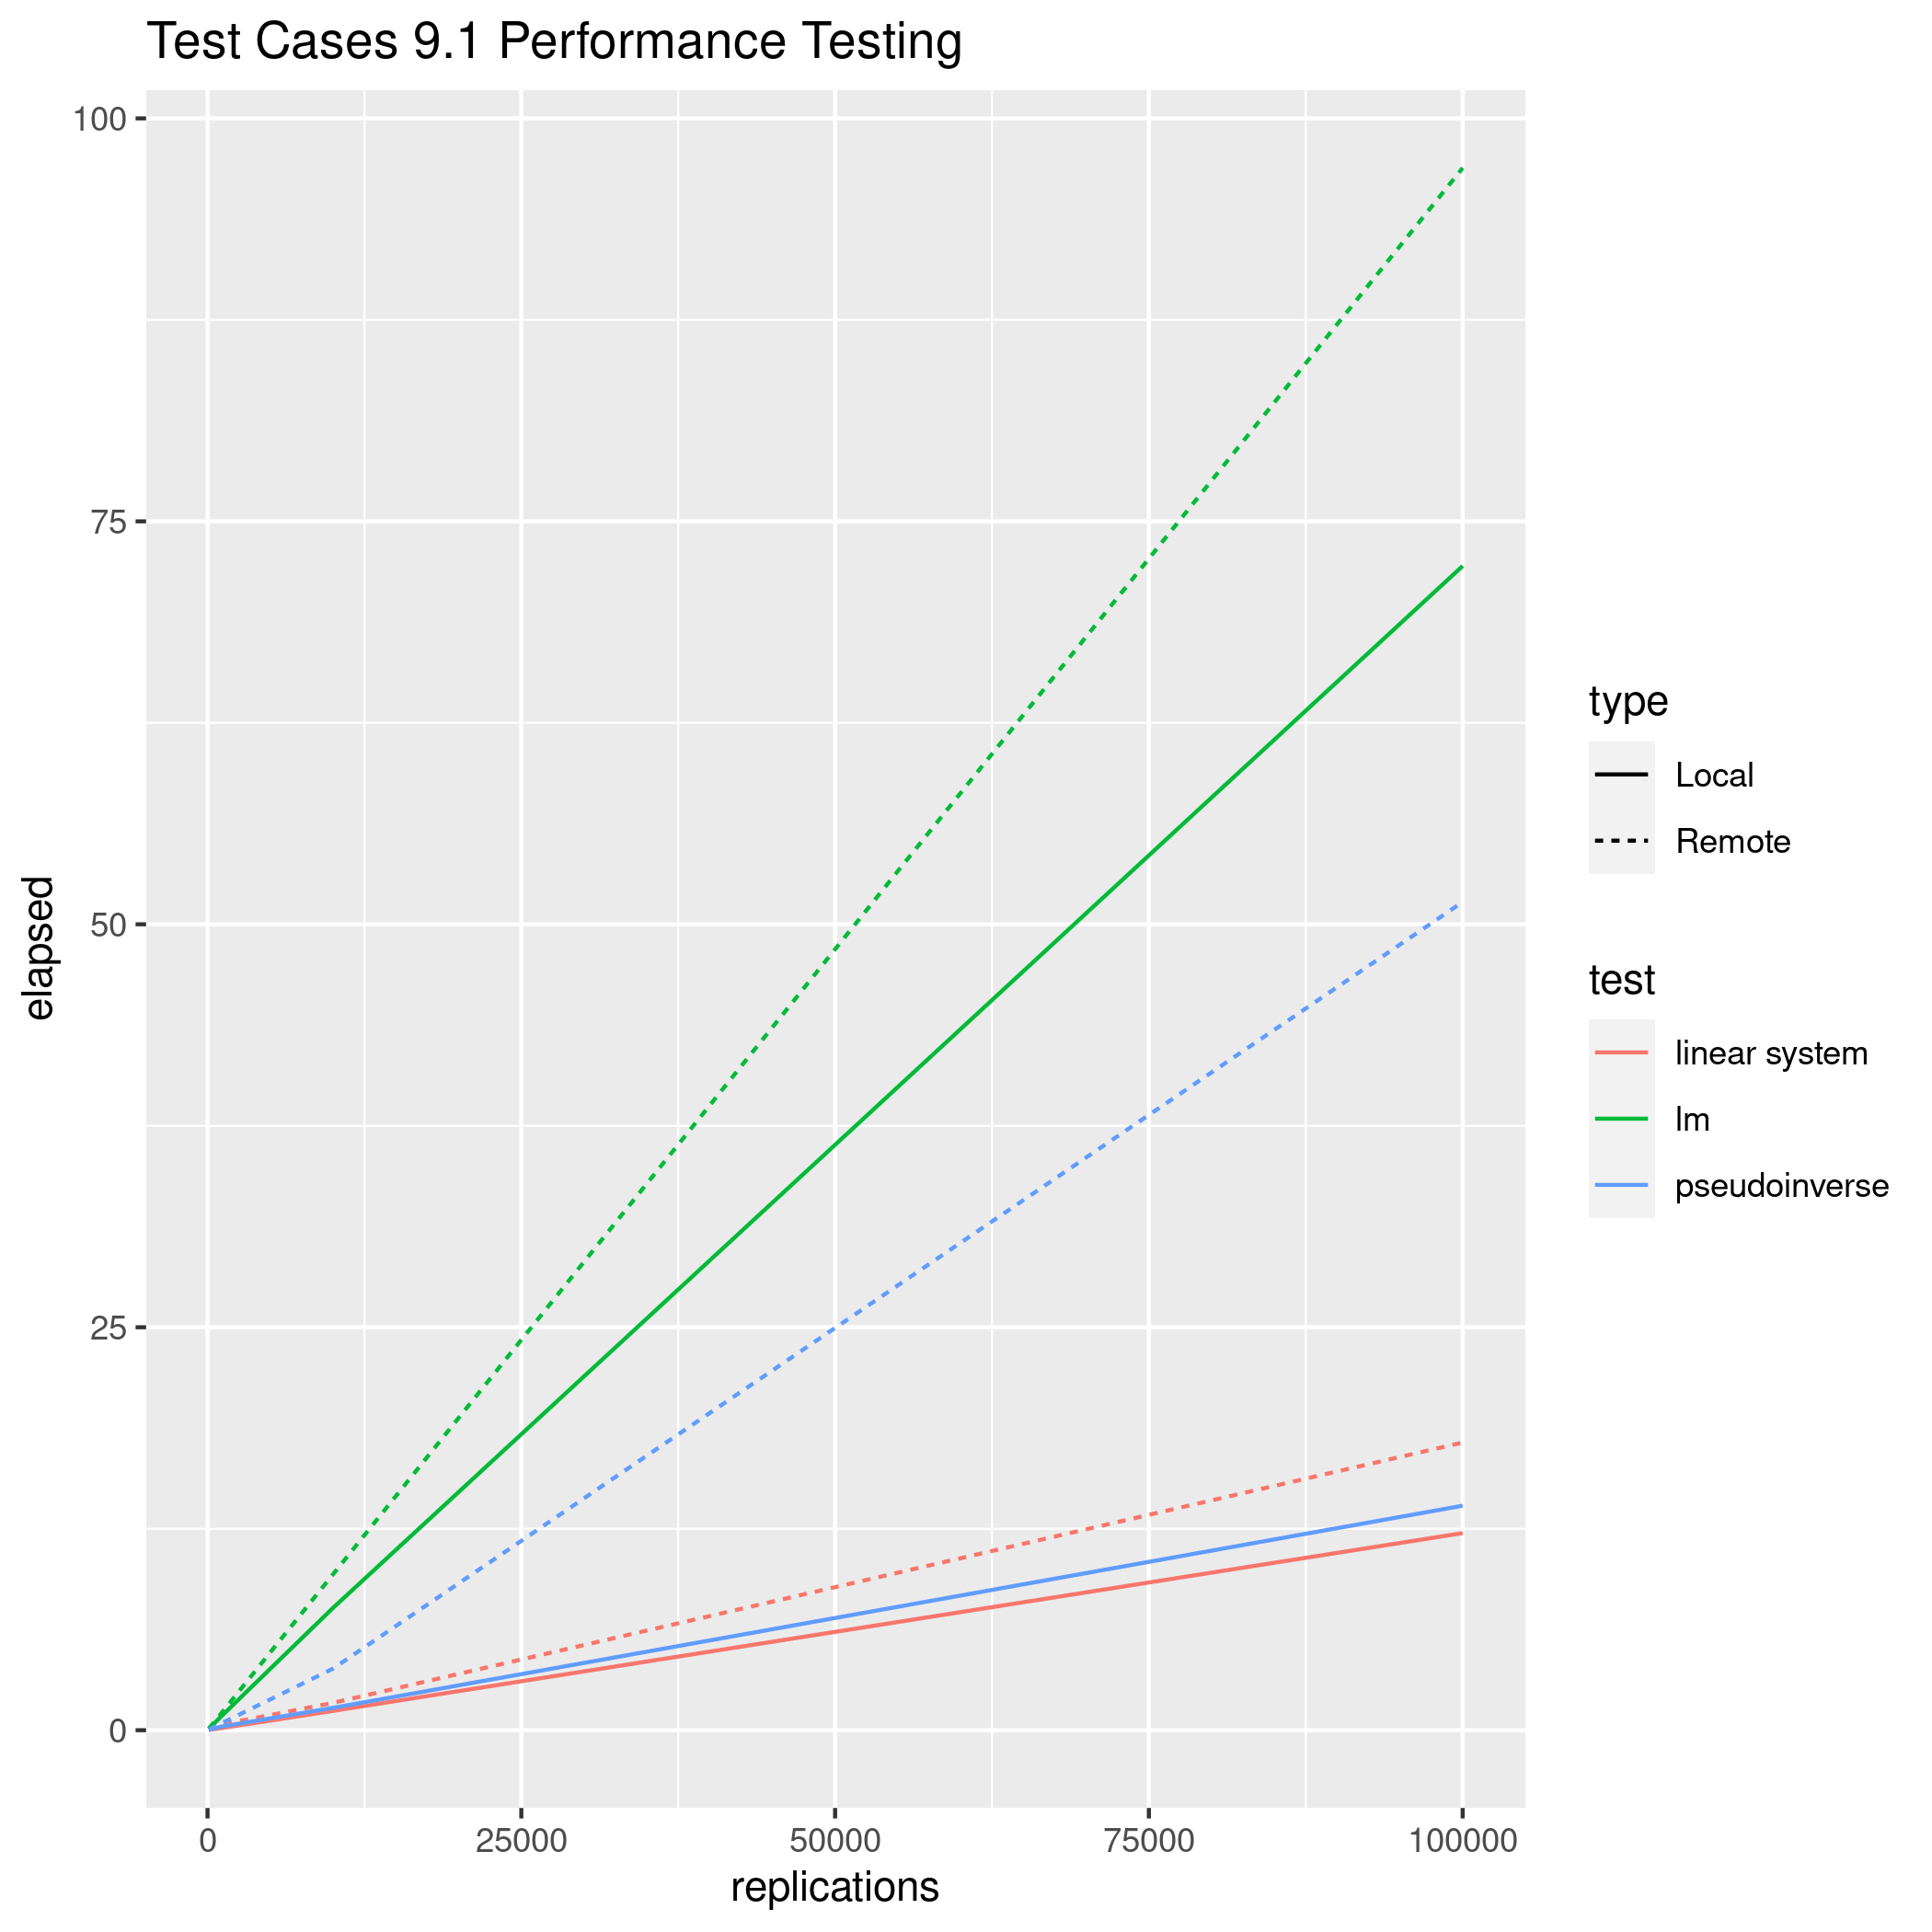 Test Cases 9.1 Performance Testing
100
75
50
25
0
elapsed
0 25000 50000 75000 100000
replications
type
Local
Remote
test
linear system
lm
pseudoinverse